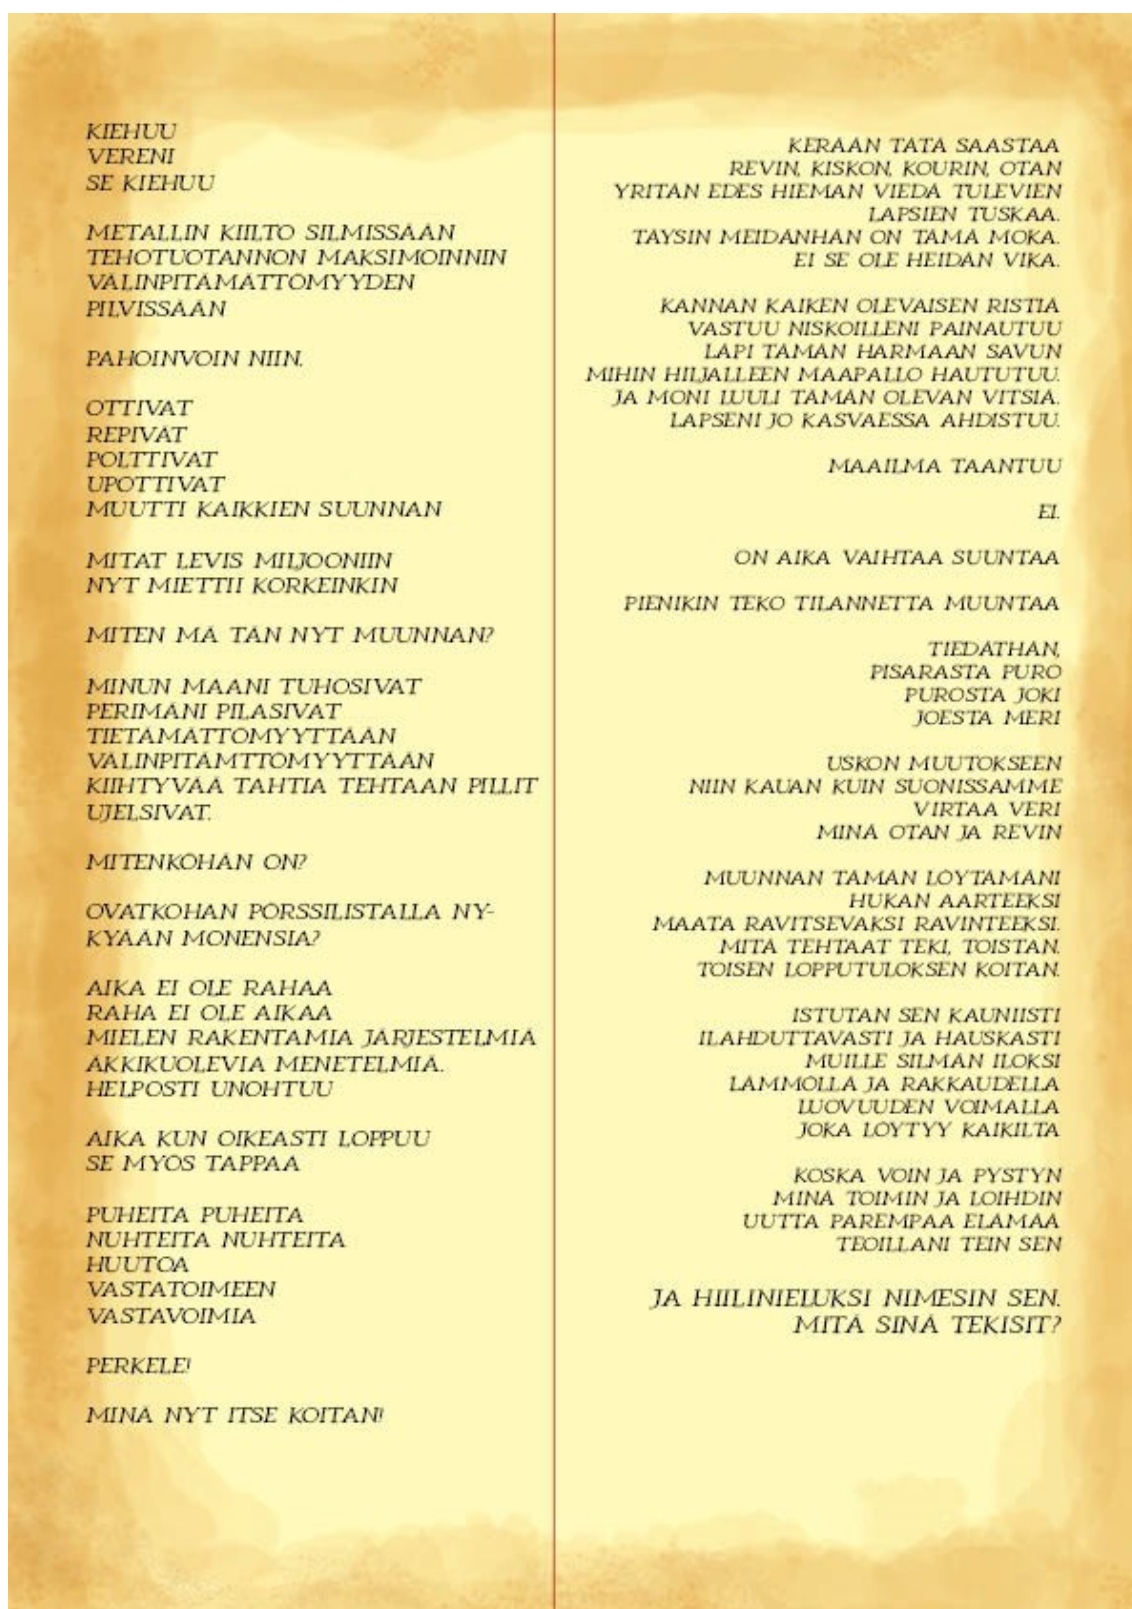 KIEHUU
VERENI
SE KIEHUU
METALLIN KIILTO SILMISSÄÄN
TEHOTUOTANNON MAKSIMOINNIN
VÄLINPITÄMÄTTÖMYYDEN
PILVISSÄÄN
PAHOINVOIN NIIN.
OTTIVAT
REPIVÄT
POLTTIVAT
UPOTTIVAT
MUUTTI KAIKKIEN SUUNNAN
MITAT LEVIS MILJOONIIN
NYT MIETTII KORKEINKIN
MITEN MÄ TÄN NYT MUUNNAN?
MINUN MAANI TUHOSIVAT
PERIMÄNI PILASIVAT
TIETÄMÄTTÖMYYTTÄÄN
VÄLINPITÄMTTÖMYYTTÄÄN
KIIHTYVÄÄ TAHTIA TEHTAAN PILLIT
UJELSIVAT.
MITENKÖHÄN ON?
OVATKOHAN PÖRSSILISTALLA NY-
KYÄÄN MONENSIA?
AIKA EI OLE RAHAA
RAHA EI OLE AIKAA
MIELEN RAKENTAMIA JÄRJESTELMIÄ
ÄKKIKUOLEVIA MENETELMIÄ.
HELPOSTI UNOHTUU
AIKA KUN OIKEASTI LOPPUU
SE MYÖS TAPPAA
PUHEITA PUHEITA
NUHTEITA NUHTEITA
HUUTOA
VASTATOIMEEN
VASTAVOIMIA
PERKELE!
MINÄ NYT ITSE KOITAN!
KERÄÄN TÄTÄ SAASTAA
REVIN, KISKON, KOURIN, OTAN
YRITÄN EDES HIEMAN VIEDÄ TULEVIEN
LAPSIEN TUSKAA.
TÄYSIN MEIDÄNHÄN ON TÄMÄ MOKA.
EI SE OLE HEIDÄN VIKA.
KANNAN KAIKEN OLEVAISEN RISTIÄ
VASTUU NISKOILLENI PAINAUTUU
LÄPI TÄMÄN HARMAAN SAVUN
MIHIN HILJALLEEN MAAPALLO HAUTUTUU.
JA MONI LUULI TÄMÄN OLEVAN VITSIÄ.
LAPSENI JO KASVAESSA AHDISTUU.
MAAILMA TAANTUU
EI.
ON AIKA VAIHTAA SUUNTAA
PIENIKIN TEKO TILANNETTA MUUNTAA
TIEDÄTHÄN,
PISARASTA PURO
PUROSTA JOKI
JOESTA MERI
USKON MUUTOKSEEN
NIIN KAUAN KUIN SUONISSAMME
VIRTAA VERI
MINÄ OTAN JA REVIN
MUUNNAN TÄMÄN LÖYTÄMÄNI
HUKAN AARTEEKSI
MAATA RAVITSEVAKSI RAVINTEEKSI.
MITÄ TEHTAAT TEKI, TOISTAN.
TOISEN LOPPUTULOKSEN KOITAN.
ISTUTAN SEN KAUNIISTI
ILAHDUTTAVASTI JA HAUSKASTI
MUILLE SILMÄN ILOKSI
LÄMMÖLLÄ JA RAKKAUDELLA
LUOVUUDEN VOIMALLA
JOKA LÖYTYY KAIKILTA
KOSKA VOIN JA PYSTYN
MINÄ TOIMIN JA LOIHDIN
UUTTA PAREMPAA ELÄMÄÄ
TEOILLANI TEIN SEN
JA HIILINIELUKSI NIMESIN SEN.
MITÄ SINÄ TEKISIT?